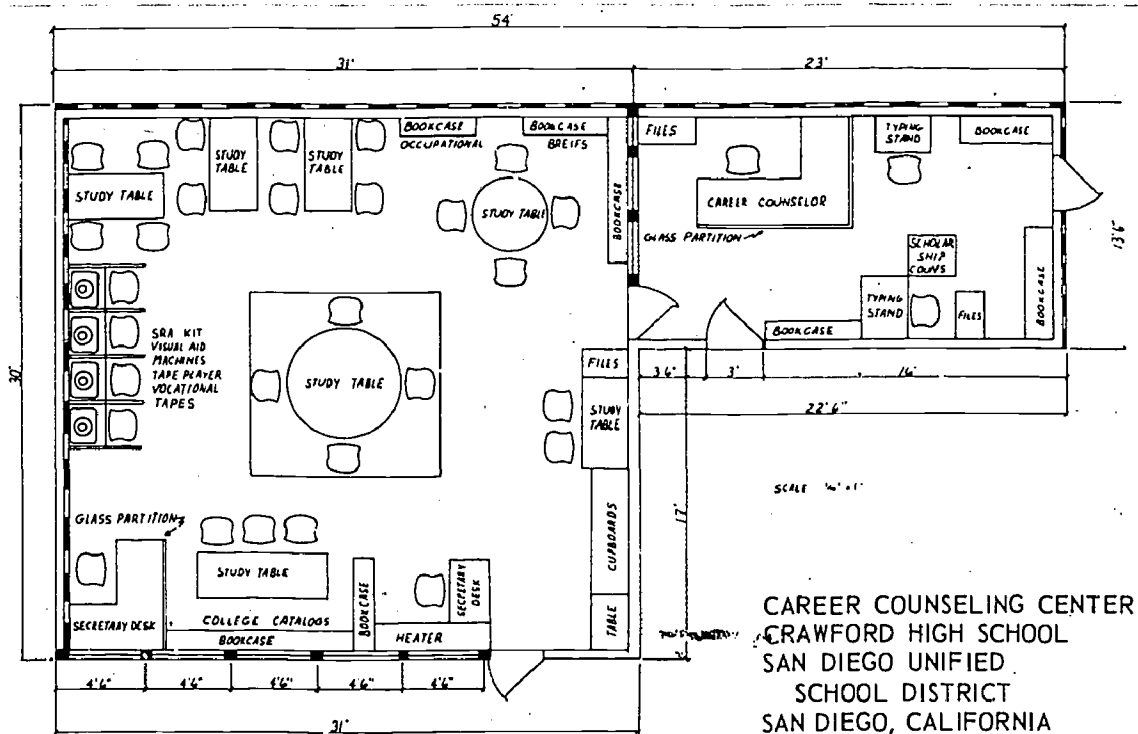 54'
31'
23'
BOOKCASE
OCCUPATIONAL
BOOKCASE
BREIFS
FILES
TYPING
STAND
BOOKCASE
STUDY
TABLE
STUDY
TABLE
STUDY TABLE
STUDY TABLE
BOOKCASE
CAREER COUNSELOR
GLASS PARTITION
SCHOLAR
SHIP
COUNS
13'6"
TYPING
STAND
FILES
BOOKCASE
BOOKCASE
SRA KIT
VISUAL AID
MACHINES
TAPE PLAYER
VOCATIONAL
TAPES
30'
STUDY TABLE
FILES
STUDY
TABLE
3'6"
3'
16'
22'6"
17'
SCALE
GLASS PARTITION
STUDY TABLE
CUPBOARDS
TABLE
SECRETARY DESK
COLLEGE CATALOGS
BOOKCASE
BOOKCASE
SECRETARY
DESK
HEATER
4'6"
4'6"
4'6"
4'6"
4'6"
31'
CAREER COUNSELING CENTER
CRAWFORD HIGH SCHOOL
SAN DIEGO UNIFIED
SCHOOL DISTRICT
SAN DIEGO, CALIFORNIA